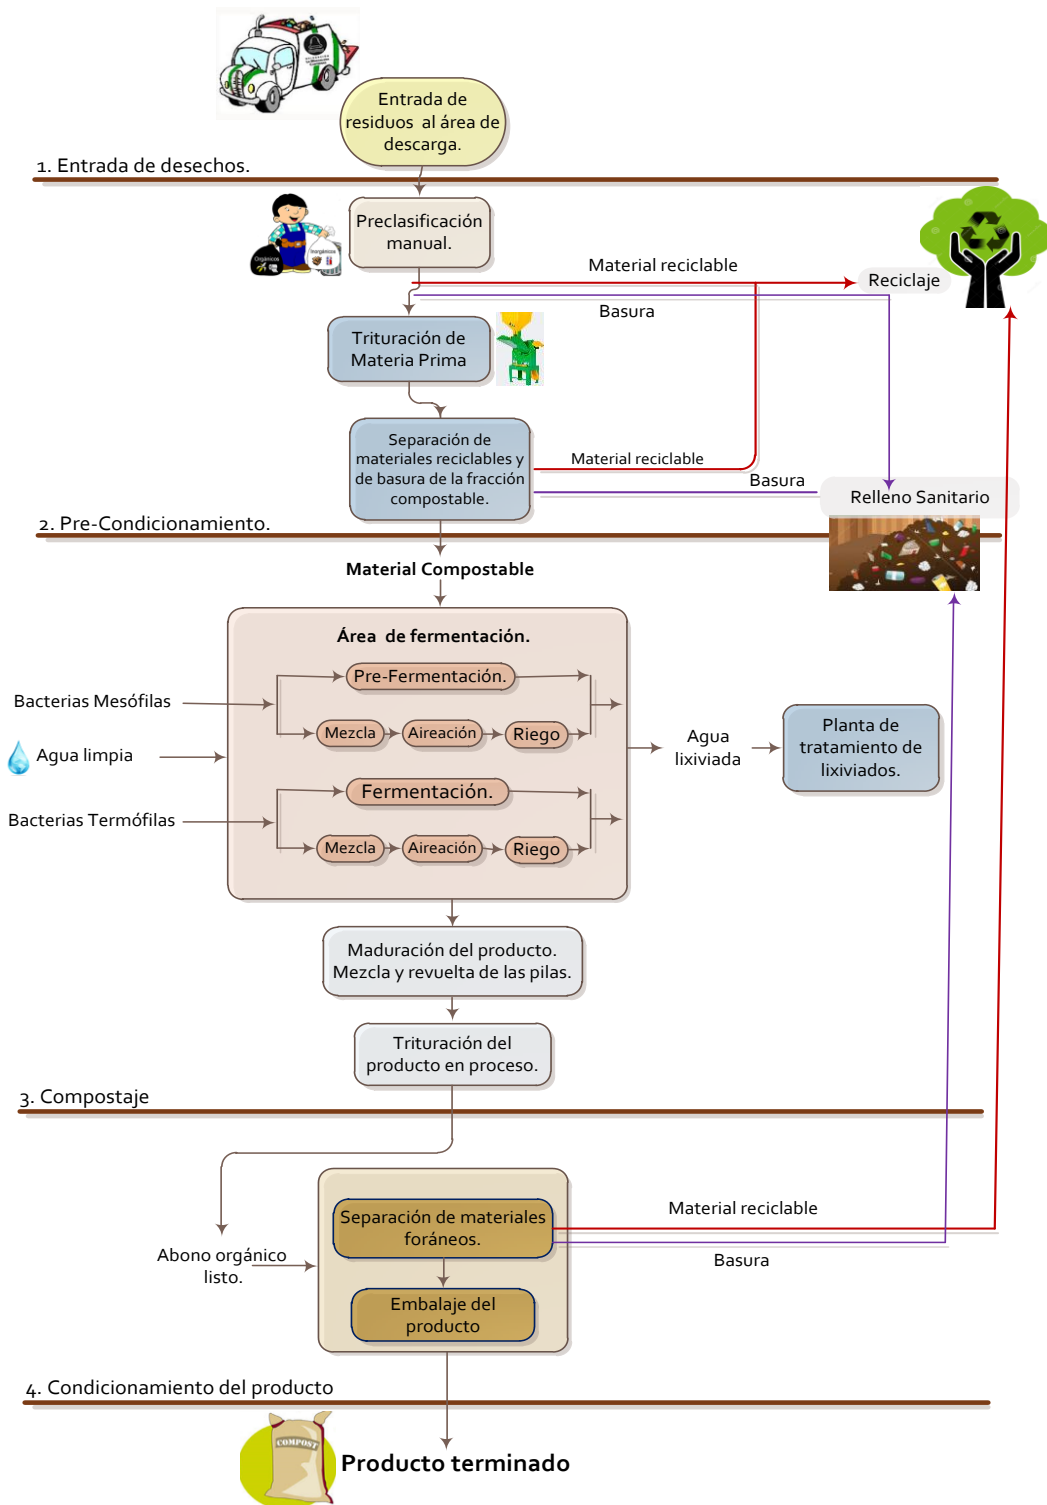 Entrada de
residuos al área de
descarga.
1. Entrada de desechos.
Preclasificación
manual.
Orgánicos
Inorgánicos
Material reciclable
Reciclaje
Basura
Trituración de
Materia Prima
Separación de
materiales reciclables y
de basura de la fracción
compostable.
Material reciclable
Basura
Relleno Sanitario
2. Pre-Condicionamiento.
Material Compostable
Área de fermentación.
Pre-Fermentación.
Bacterias Mesófilas
Mezcla
Aireación
Riego
Agua limpia
Agua
lixiviada
Planta de
tratamiento de
lixiviados.
Fermentación.
Bacterias Termófilas
Mezcla
Aireación
Riego
Maduración del producto.
Mezcla y revuelta de las pilas.
Trituración del
producto en proceso.
3. Compostaje
Separación de materiales
foráneos.
Material reciclable
Basura
Abono orgánico
listo.
Embalaje del
producto
4. Condicionamiento del producto
COMPOST
Producto terminado